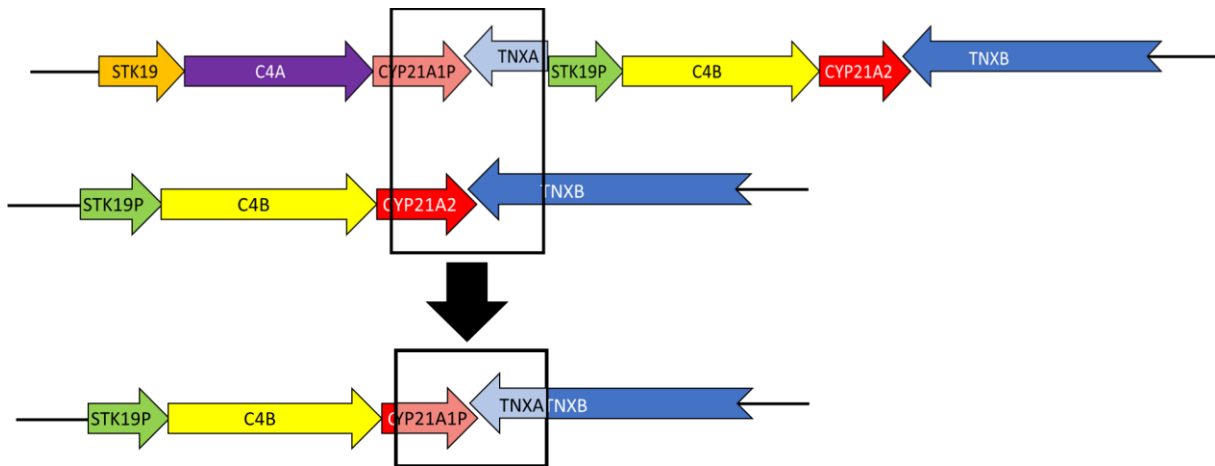 STK19 C4A CYP21A1P TNXA STK19P C4B CYP21A2 TNXB
STK19P C4B CYP21A2 TNXB
STK19P C4B C CYP21A1P TNXA TNXB